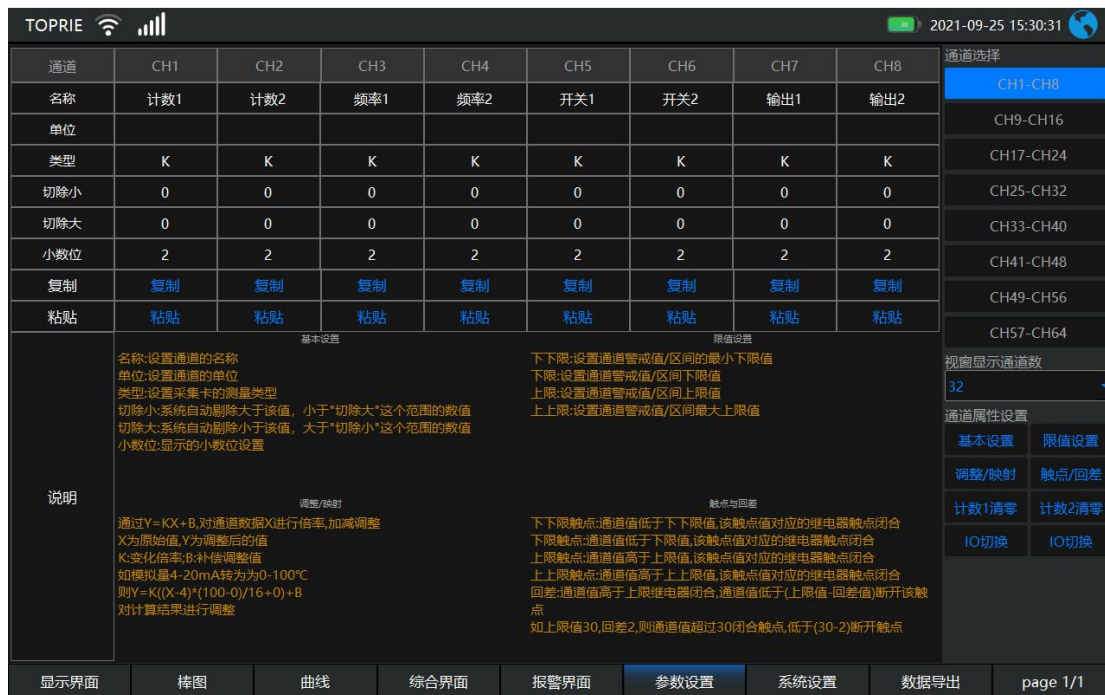 TOPRIE 30 2021-09-25 15:30:31
通道 CH1 CH2 CH3 CH4 CH5 CH6 CH7 CH8
名称 计数1 计数2 频率1 频率2 开关1 开关2 输出1 输出2
单位
类型 K K K K K K K K
切除小 0 0 0 0 0 0 0 0
切除大 0 0 0 0 0 0 0 0
小数位 2 2 2 2 2 2 2 2
复制 复制 复制 复制 复制 复制 复制 复制 复制
粘贴 粘贴 粘贴 粘贴 粘贴 粘贴 粘贴 粘贴 粘贴
说明
基本设置
名称:设置通道的名称
单位:设置通道的单位
类型:设置采集卡的测量类型
切除小:系统自动剔除大于该值，小于"切除大"这个范围的数值
切除大:系统自动剔除小于该值，大于"切除小"这个范围的数值
小数位:显示的小数位设置
限值设置
下下限:设置通道警戒值/区间的最小下限值
下限:设置通道警戒值/区间下限值
上限:设置通道警戒值/区间上限值
上上限:设置通道警戒值/区间最大上限值
调整/映射
通过Y=KX+B,对通道数据X进行倍率,加减调整
X为原始值,Y为调整后的值
K:变化倍率;B:补偿调整值
如模拟量4-20mA转为为0-100℃
则Y=K((X-4)*(100-0)/16+0)+B
对计算结果进行调整
触点与回差
下下限触点:通道值低于下下限值,该触点值对应的继电器触点闭合
下限触点:通道值低于下限值,该触点值对应的继电器触点闭合
上限触点:通道值高于上限值,该触点值对应的继电器触点闭合
上上限触点:通道值高于上上限值,该触点值对应的继电器触点闭合
回差:通道值高于上限继电器闭合,通道值低于(上限值-回差值)断开该触
点
如上限值30,回差2,则通道值超过30闭合触点,低于(30-2)断开触点
通道选择
CH1-CH8
CH9-CH16
CH17-CH24
CH25-CH32
CH33-CH40
CH41-CH48
CH49-CH56
CH57-CH64
视窗显示通道数
32
通道属性设置
基本设置 限值设置
调整/映射 触点/回差
计数1清零 计数2清零
IO切换 IO切换
显示界面 棒图 曲线 综合界面 报警界面 参数设置 系统设置 数据导出 page 1/1